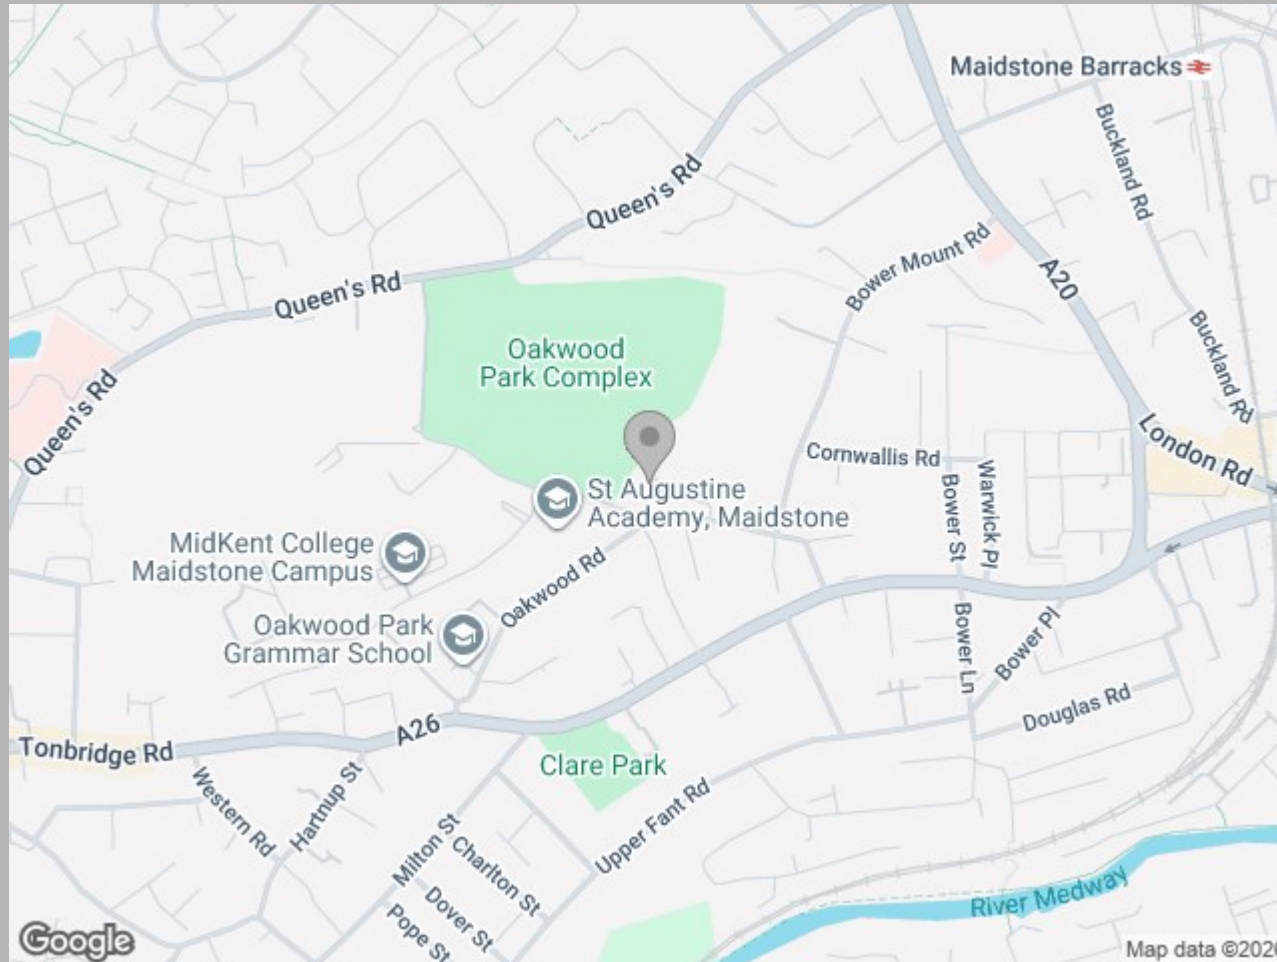 Maidstone Barracks
Buckland Rd
Queen's Rd
Bower Mount Rd
A20
Queen's Rd
Buckland Rd
Oakwood
Park Complex
Queen's Rd
London Rd
Cornwallis Rd
Warwick Pl
Bower St
St Augustine
Academy, Maidstone
MidKent College
Maidstone Campus
Oakwood Rd
Oakwood Park
Grammar School
Bower Ln
Bower Pl
Douglas Rd
A26
Tonbridge Rd
Clare Park
Western Rd
Hartnup St
Upper Fant Rd
Milton St
Charlton St
Dover St
Pope St
River Medway
Google
Map data ©2026